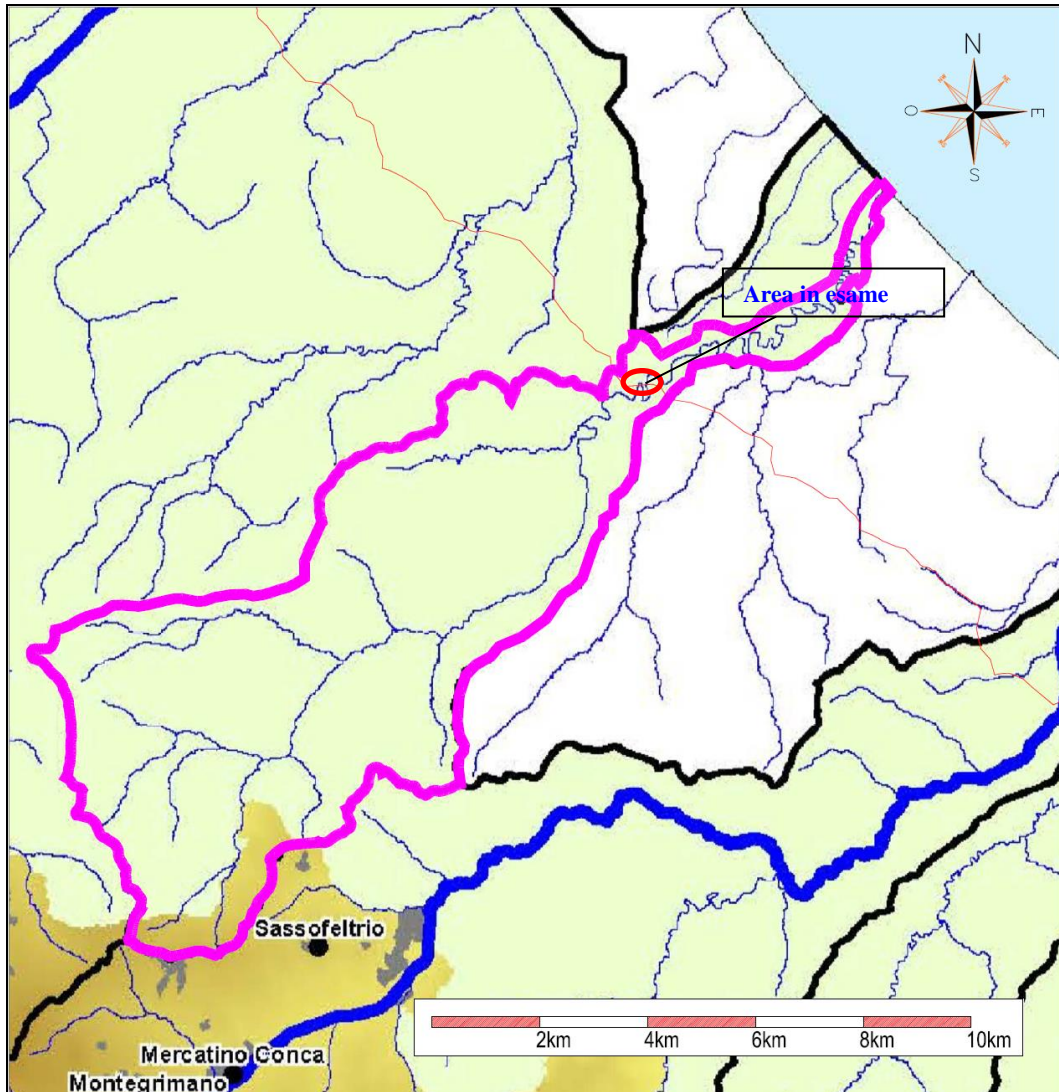 N
O
E
S
Area in esame
Sassofeltrio
2km
4km
6km
8km
10km
Mercatino Conca
Montegrimano